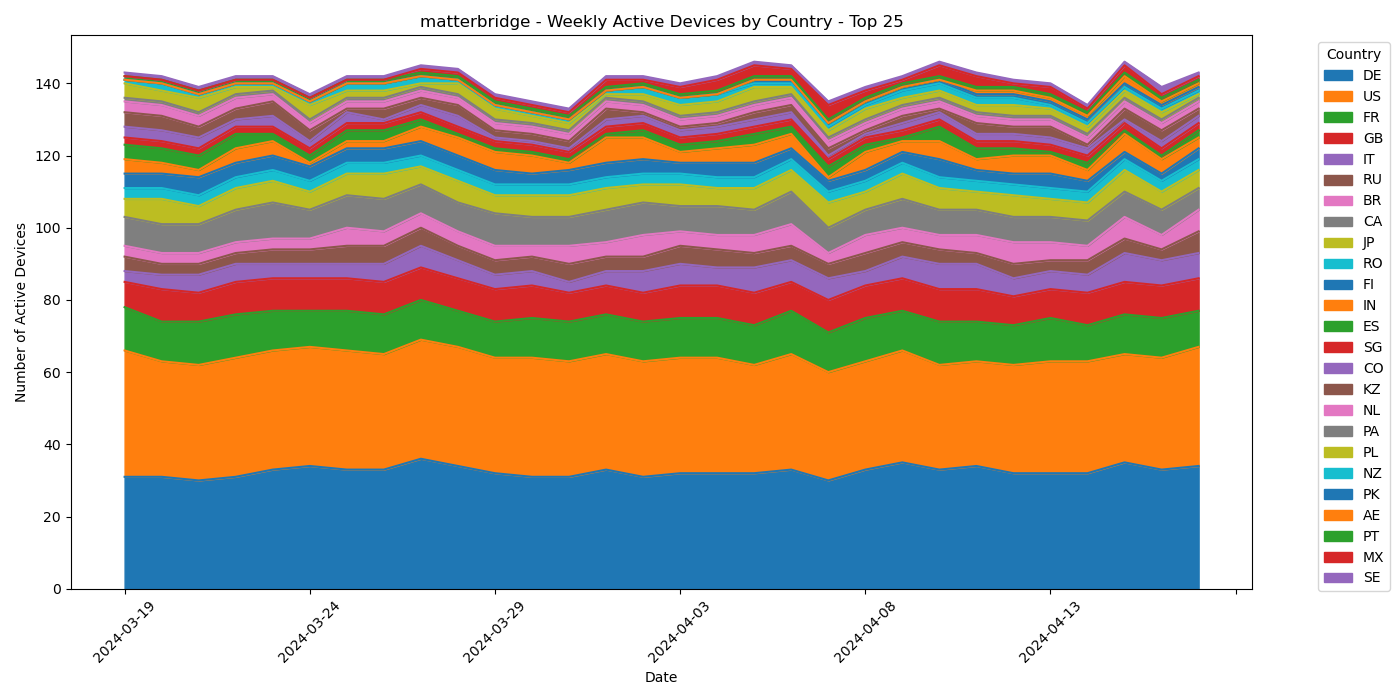 matterbridge - Weekly Active Devices by Country - Top 25
Number of Active Devices
140
120
100
80
60
40
20
0
2024-03-19
2024-03-24
2024-03-29
2024-04-03
2024-04-08
2024-04-13
Date
Country
DE
US
FR
GB
IT
RU
BR
CA
JP
RO
FI
IN
ES
SG
CO
KZ
NL
PA
PL
NZ
PK
AE
PT
MX
SE